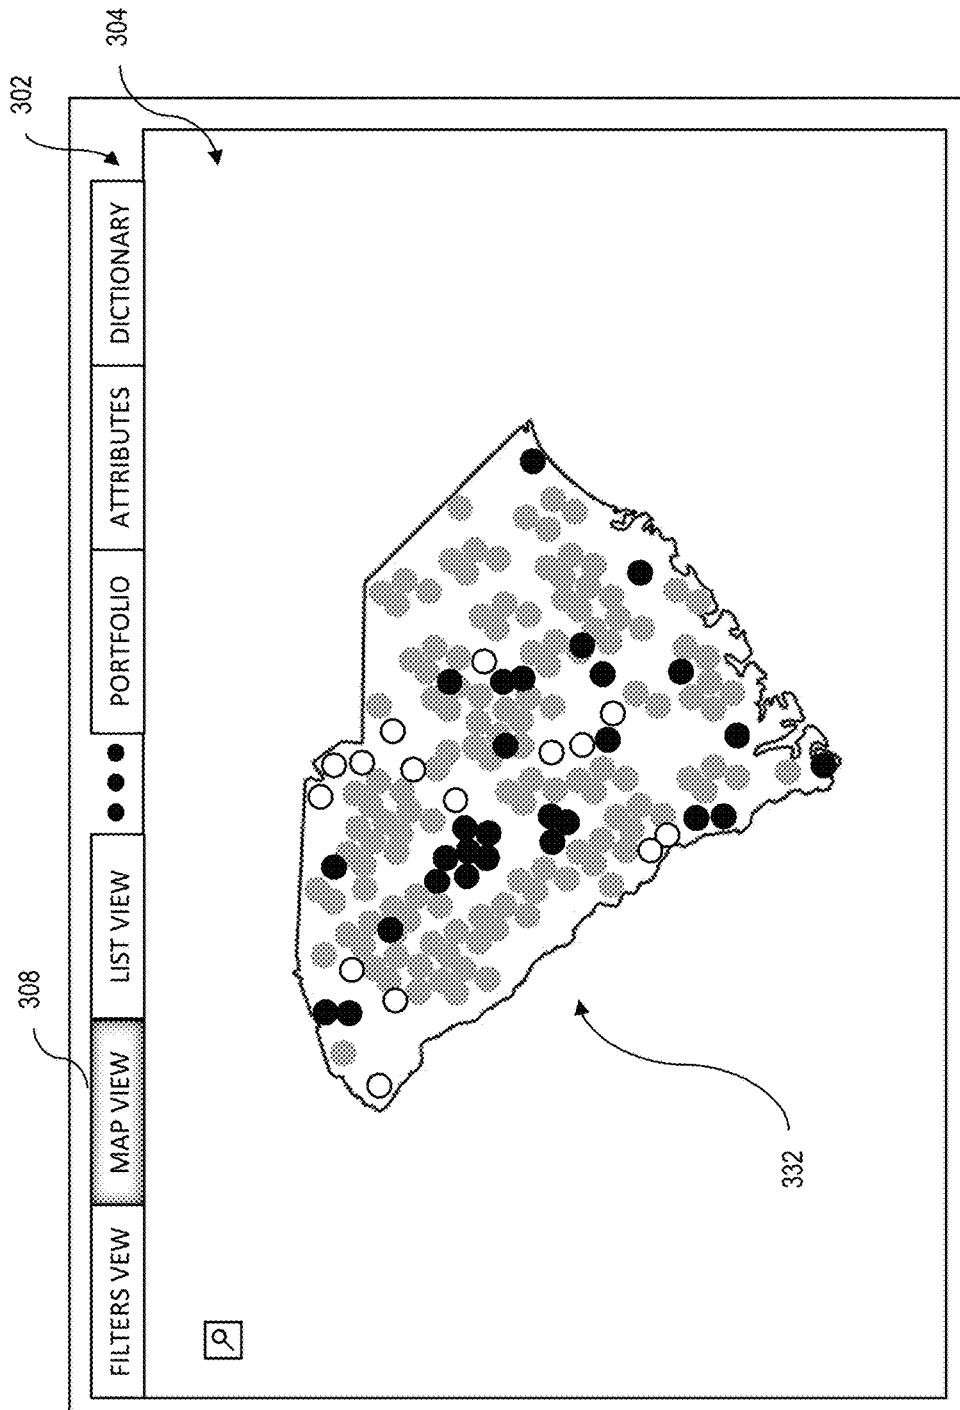 302
304
FILTERS VEW
MAP VIEW
LIST VIEW
PORTFOLIO
ATTRIBUTES
DICTIONARY
308
332